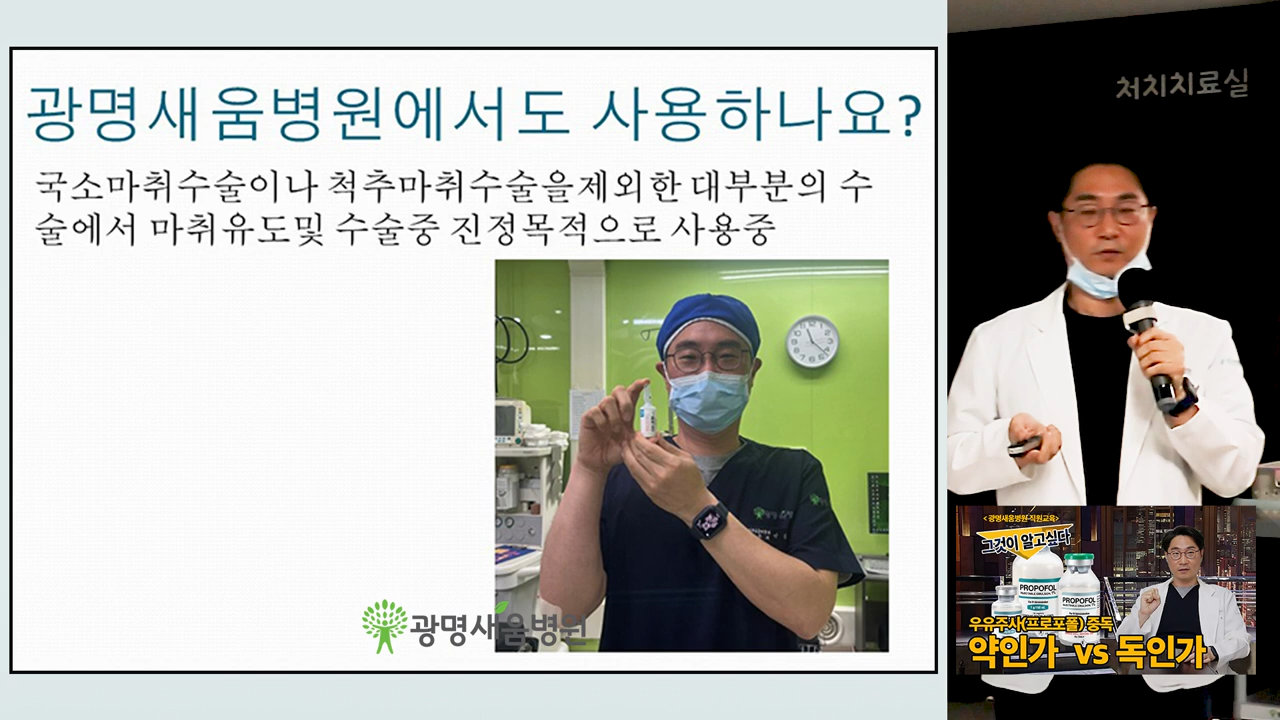 광명새움병원에서도 사용하나요?
국소마취수술이나 척추마취수술을제외한 대부분의 수
술에서 마취유도및 수술중 진정목적으로 사용중
광명새움병원
처치치료실
<광명새움병원 직원교육>
그것이 알고싶다
PROPOFOL
PROPOFOL
우유주사(프로포폴) 중독
약인가 vs 독인가